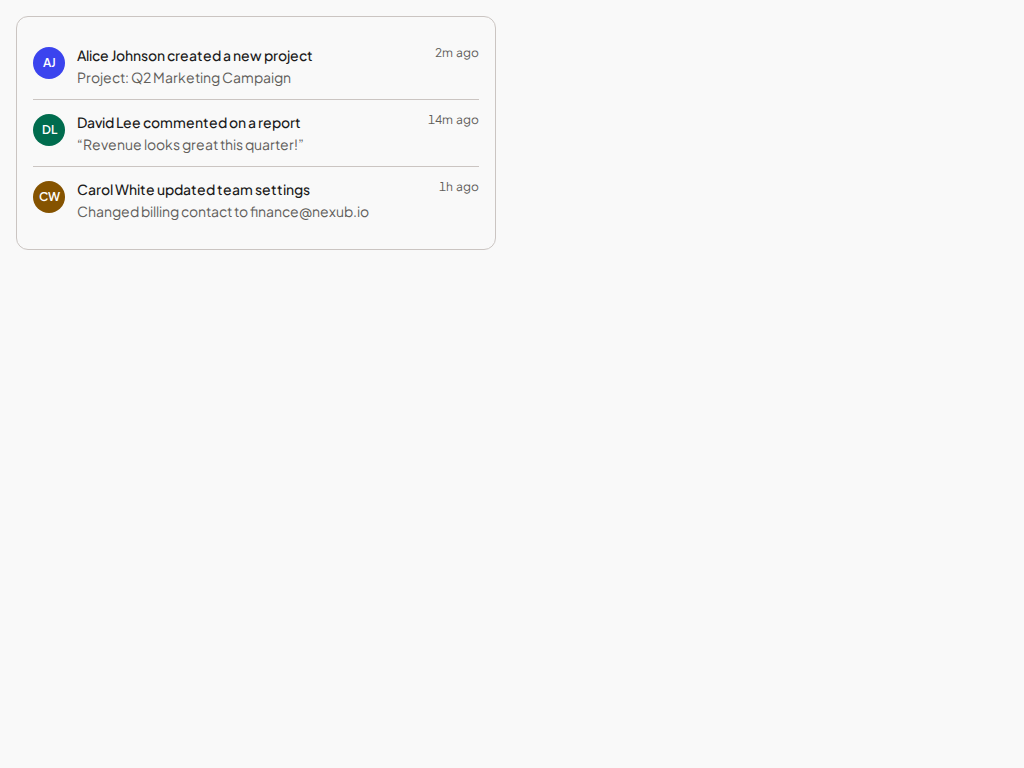 AJ
Alice Johnson created a new project
2m ago
Project: Q2 Marketing Campaign
DL
David Lee commented on a report
14m ago
“Revenue looks great this quarter!”
CW
Carol White updated team settings
1h ago
Changed billing contact to finance@nexub.io